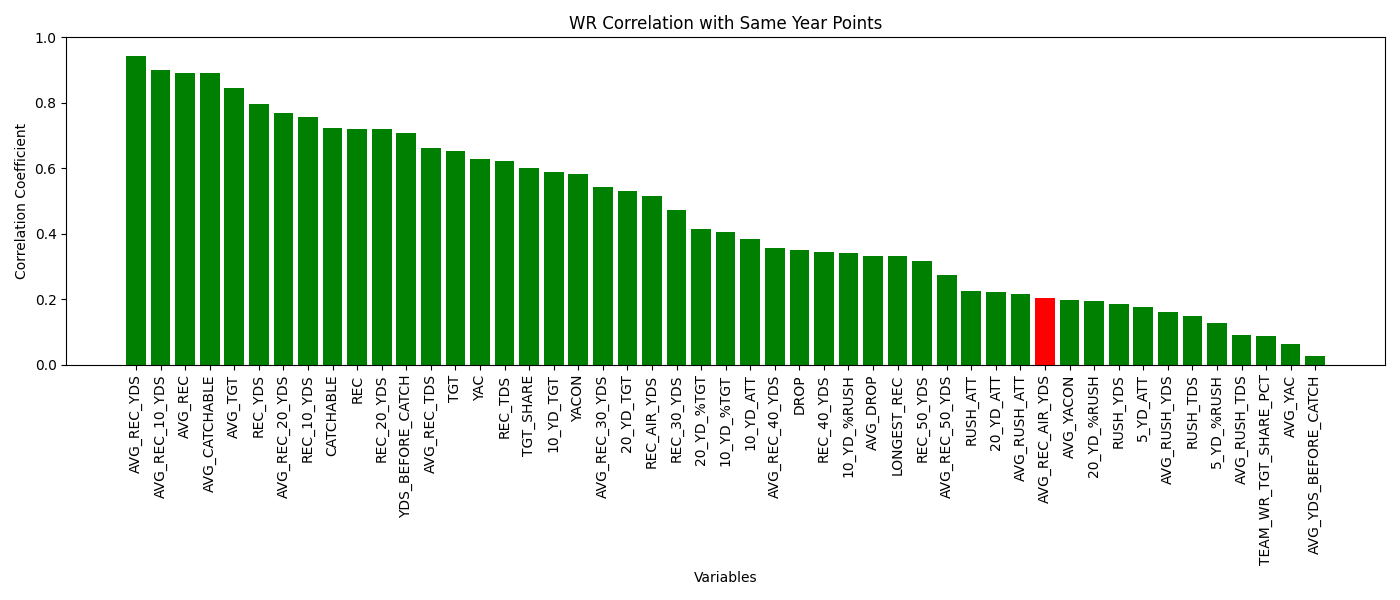 WR Correlation with Same Year Points
Correlation Coefficient
1.0
0.8
0.6
0.4
0.2
0.0
AVG_REC_YDS
AVG_REC_10_YDS
AVG_REC
AVG_CATCHABLE
AVG_TGT
REC_YDS
AVG_REC_20_YDS
REC_10_YDS
CATCHABLE
REC
REC_20_YDS
YDS_BEFORE_CATCH
AVG_REC_TDS
TGT
YAC
REC_TDS
TGT_SHARE
10_YD_TGT
YACON
AVG_REC_30_YDS
20_YD_TGT
REC_AIR_YDS
REC_30_YDS
20_YD_%TGT
10_YD_%TGT
10_YD_ATT
AVG_REC_40_YDS
DROP
REC_40_YDS
10_YD_%RUSH
AVG_DROP
LONGEST_REC
REC_50_YDS
AVG_REC_50_YDS
RUSH_ATT
20_YD_ATT
AVG_RUSH_ATT
AVG_REC_AIR_YDS
AVG_YACON
20_YD_%RUSH
RUSH_YDS
5_YD_ATT
AVG_RUSH_YDS
RUSH_TDS
5_YD_%RUSH
AVG_RUSH_TDS
TEAM_WR_TGT_SHARE_PCT
AVG_YAC
AVG_YDS_BEFORE_CATCH
Variables